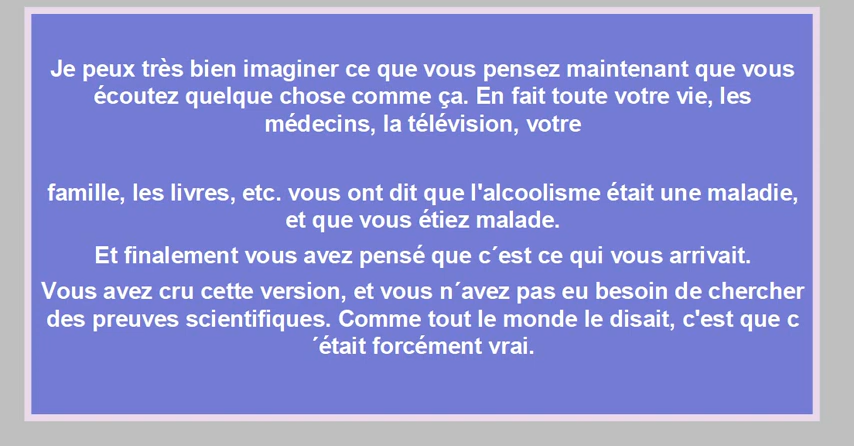 Je peux très bien imaginer ce que vous pensez maintenant que vous
écoutez quelque chose comme ça. En fait toute votre vie, les
médecins, la télévision, votre
famille, les livres, etc. vous ont dit que l'alcoolisme était une maladie,
et que vous étiez malade.
Et finalement vous avez pensé que c´est ce qui vous arrivait.
Vous avez cru cette version, et vous n´avez pas eu besoin de chercher
des preuves scientifiques. Comme tout le monde le disait, c'est que c
´était forcément vrai.